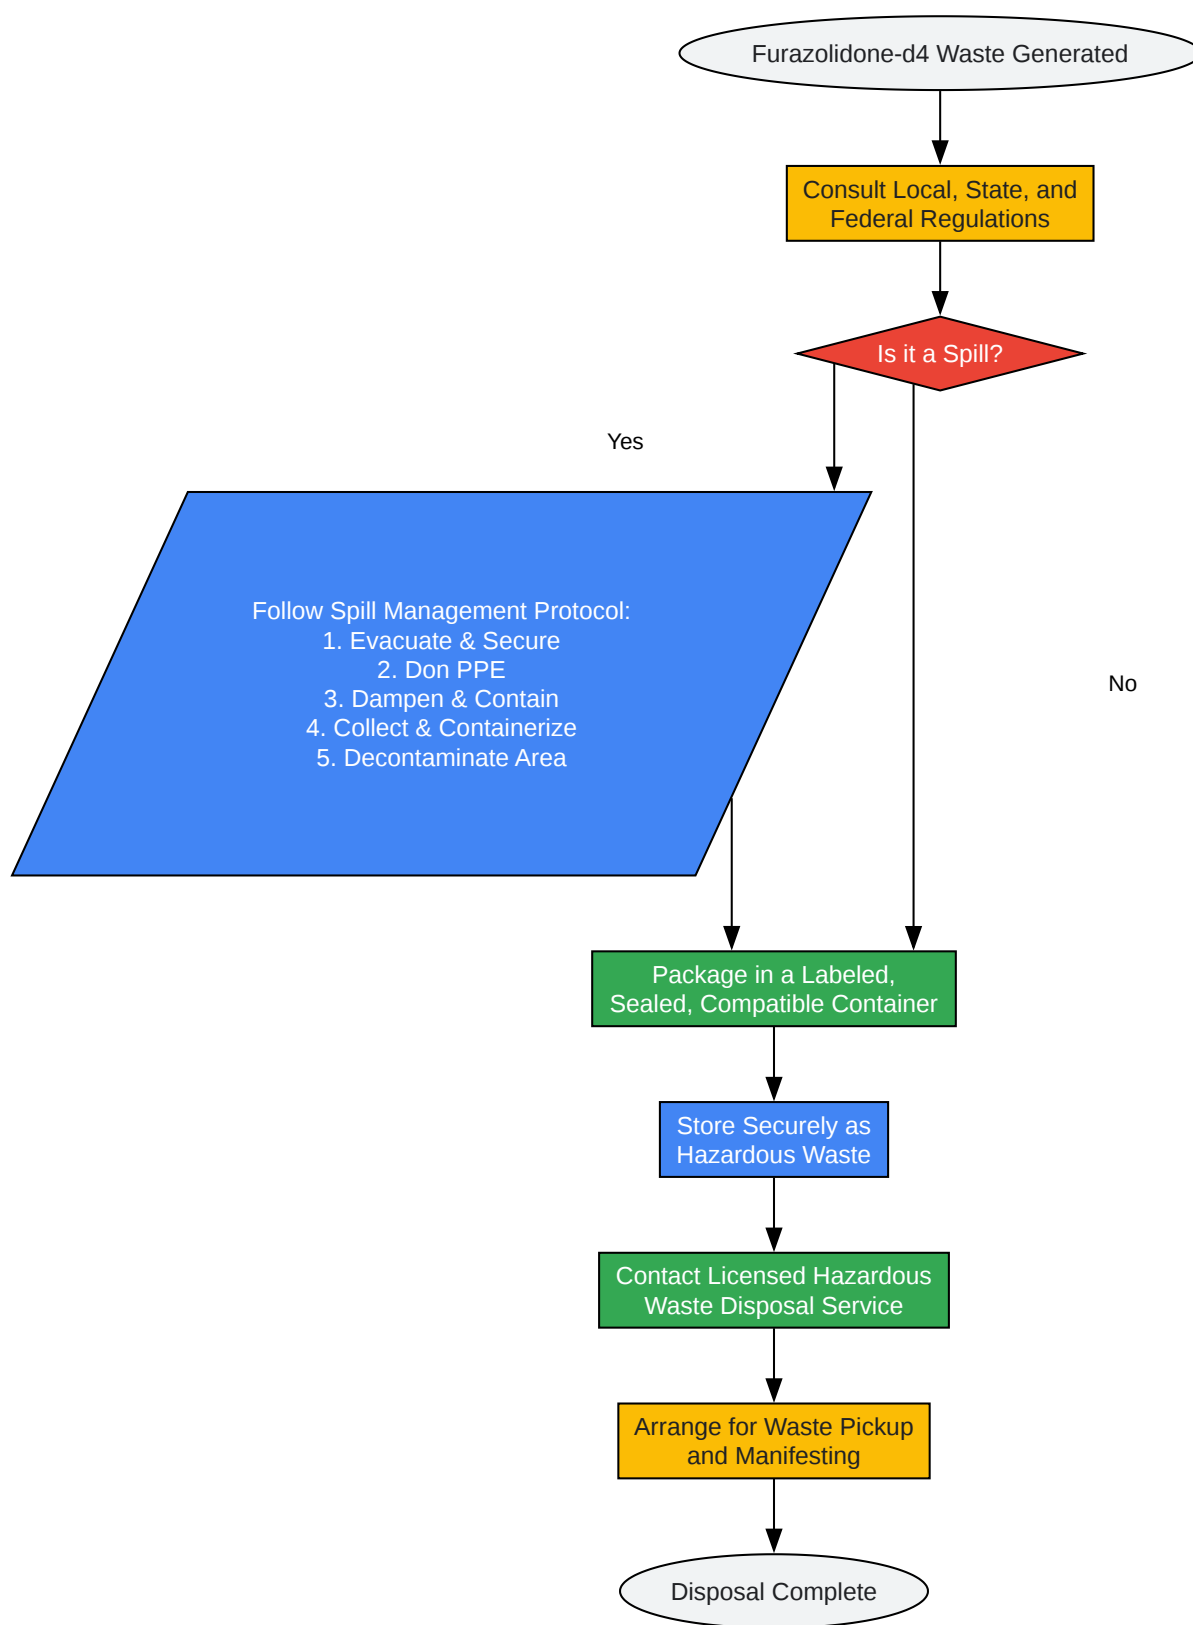 Furazolidone-d4 Waste Generated
Consult Local, State, and
Federal Regulations
Is it a Spill?
Yes
Follow Spill Management Protocol:
1. Evacuate & Secure
2. Don PPE
3. Dampen & Contain
4. Collect & Containerize
5. Decontaminate Area
No
Package in a Labeled,
Sealed, Compatible Container
Store Securely as
Hazardous Waste
Contact Licensed Hazardous
Waste Disposal Service
Arrange for Waste Pickup
and Manifesting
Disposal Complete